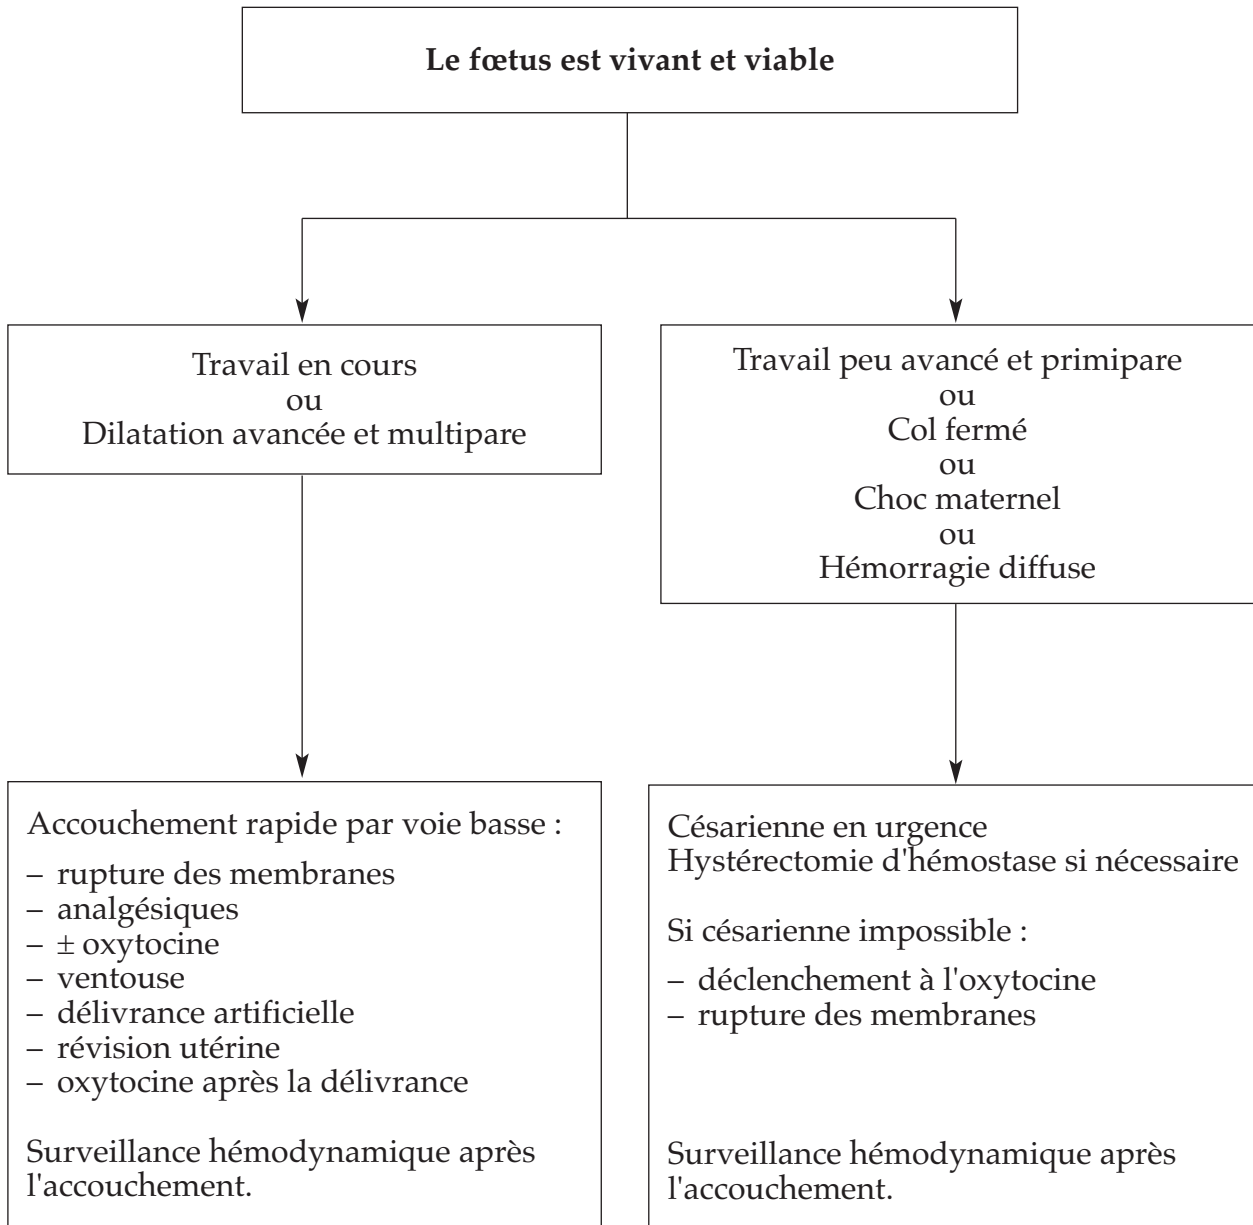 Le fœtus est vivant et viable
Travail en cours
ou
Dilatation avancée et multipare
Travail peu avancé et primipare
ou
Col fermé
ou
Choc maternel
ou
Hémorragie diffuse
Accouchement rapide par voie basse :
– rupture des membranes
– analgésiques
– ± oxytocine
– ventouse
– délivrance artificielle
– révision utérine
– oxytocine après la délivrance
Surveillance hémodynamique après
l'accouchement.
Césarienne en urgence
Hystérectomie d'hémostase si nécessaire
Si césarienne impossible :
– déclenchement à l'oxytocine
– rupture des membranes
Surveillance hémodynamique après
l'accouchement.